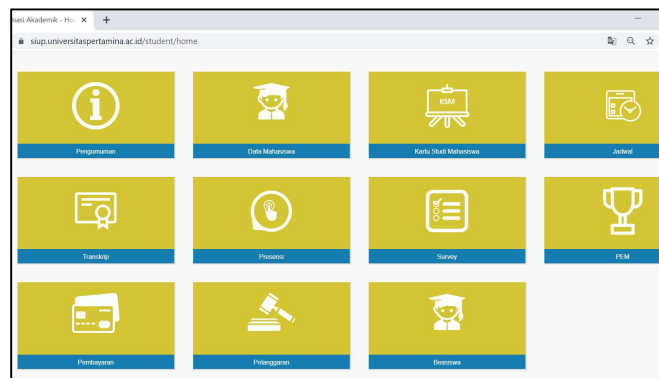 masi Akademik - Ho
siup.universitaspertamina.ac.id/student/home
KSM
Pengumuman
Data Mahasiswa
Kartu Studi Mahasiswa
Jadwal
Transkrip
Presensi
Survey
PEM
Pembayaran
Pelanggaran
Beasiswa